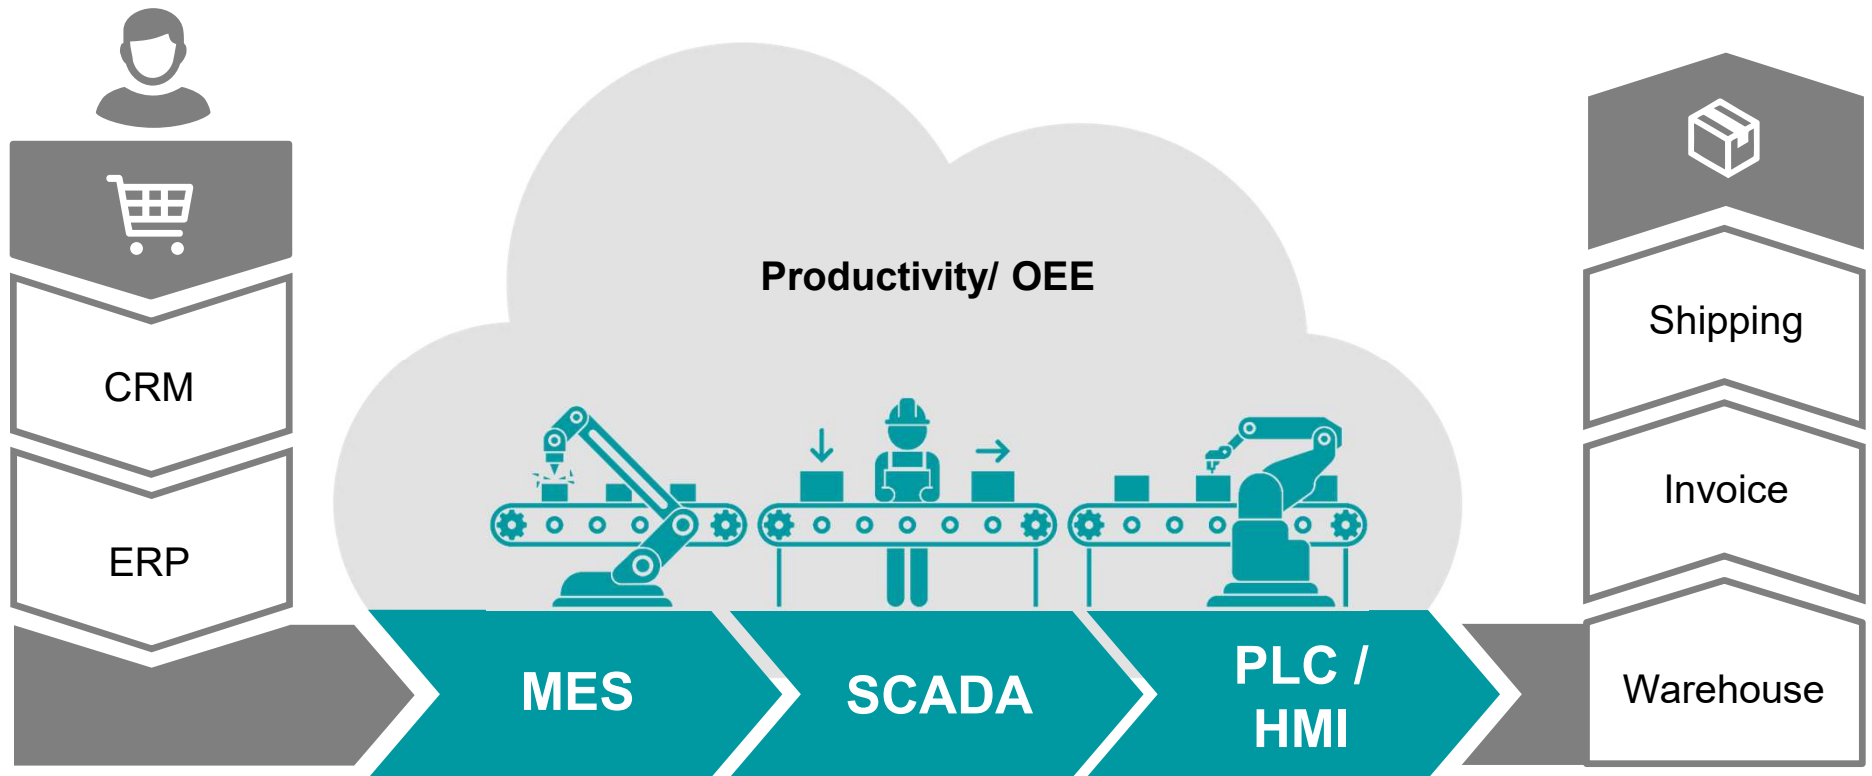 Productivity/ OEE
CRM
ERP
MES
SCADA
PLC /
HMI
Shipping
Invoice
Warehouse